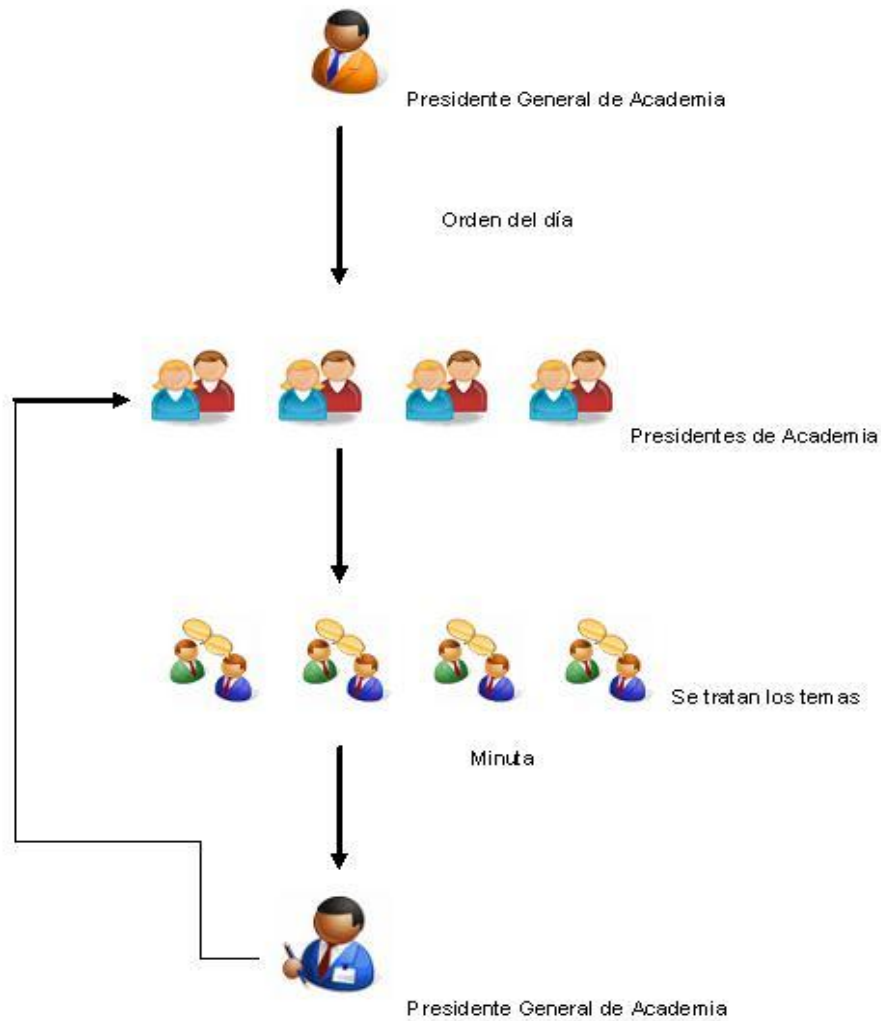 Presidente General de Academia
Orden del día
Presidentes de Academia
Se tratan los temas
Minuta
Presidente General de Academia